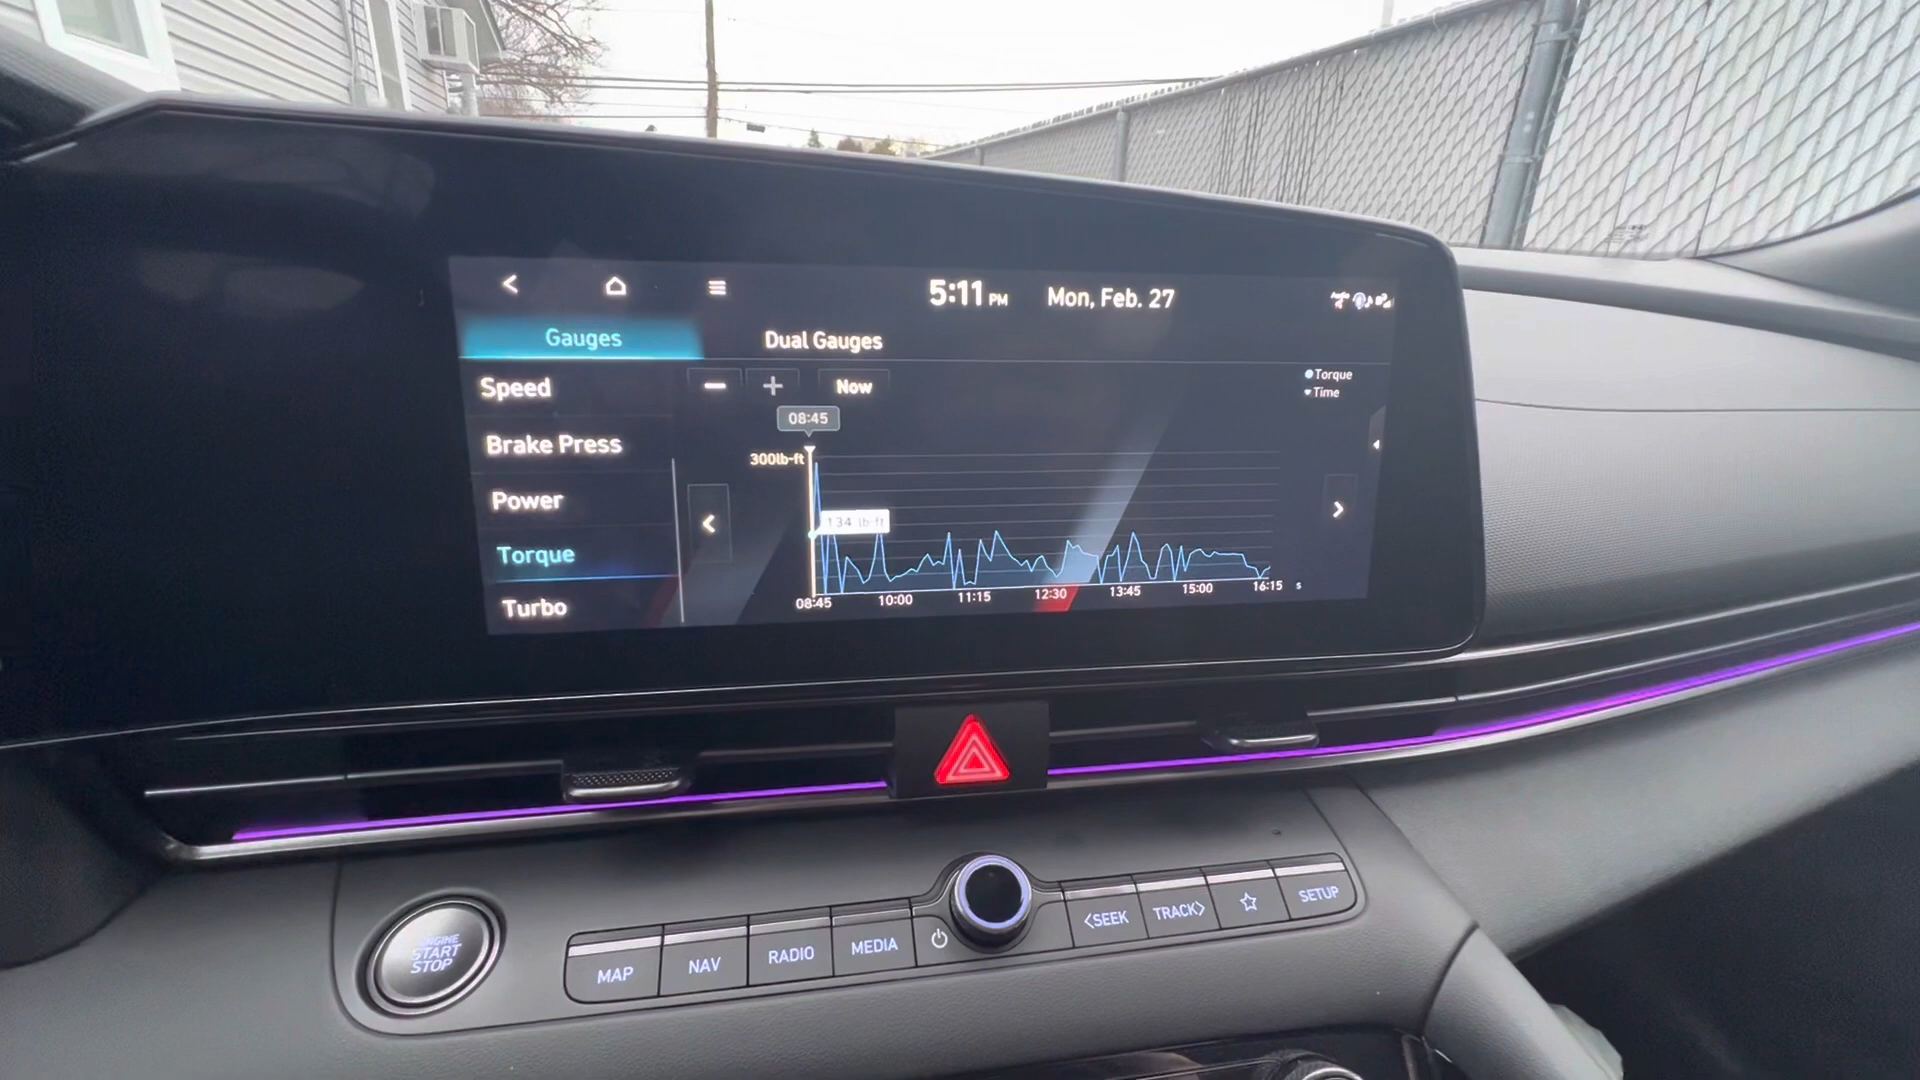 5:11 PM Mon, Feb. 27
Gauges Dual Gauges
Speed
Brake Press
Power
Torque
Turbo
Now
08:45
300lb-ft
134 lb-ft
Torque
Time
08:45 10:00 11:15 12:30 13:45 15:00 16:15 s
ENGINE
START
STOP
MAP NAV RADIO MEDIA <SEEK TRACK> SETUP